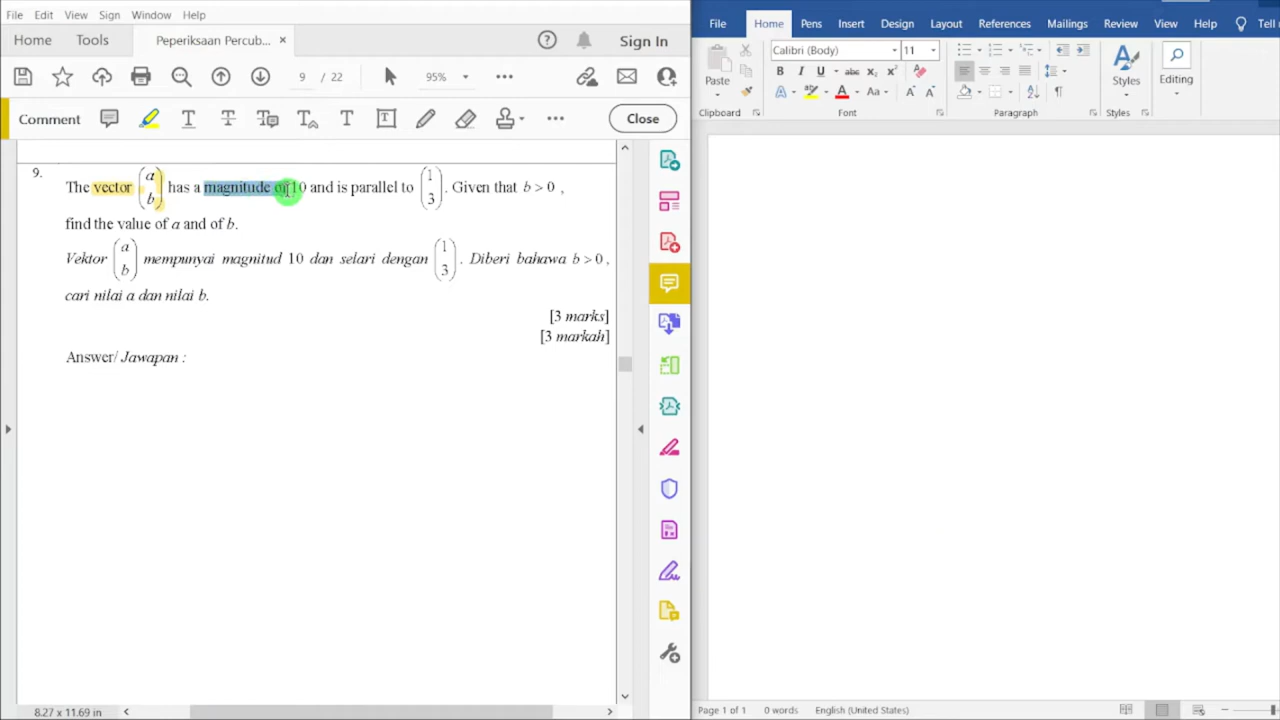 File Edit View Sign Window Help
Home Tools Peperiksaan Percub... × Sign In
9 / 22 95%
Comment Close
9.
The vector (a b) has a magnitude of 10 and is parallel to (1 3). Given that b > 0 ,
find the value of a and of b.
Vektor (a b) mempunyai magnitud 10 dan selari dengan (1 3). Diberi bahawa b > 0 ,
cari nilai a dan nilai b.
[3 marks]
[3 markah]
Answer/ Jawapan :
8.27 x 11.69 in
File Home Pens Insert Design Layout References Mailings Review View Help Tell
Calibri (Body) 11
Paste B I U abc x₂ x² Aa Styles Editing
Clipboard Font Paragraph Styles
Page 1 of 1 0 words English (United States)